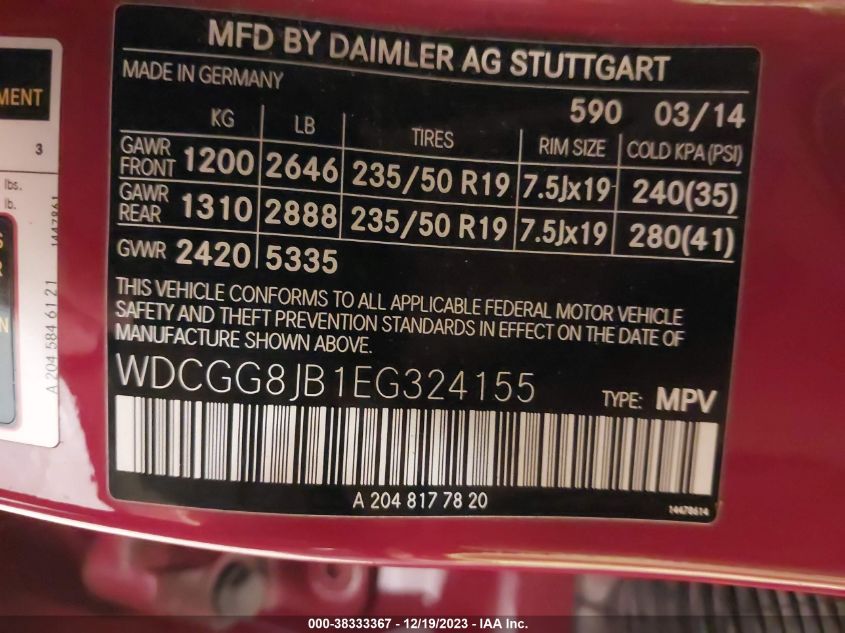 MFD BY DAIMLER AG STUTTGART
MADE IN GERMANY
590 03/14
KG LB TIRES RIM SIZE COLD KPA (PSI)
GAWR FRONT 1200 2646 235/50 R19 7.5Jx19 240(35)
GAWR REAR 1310 2888 235/50 R19 7.5Jx19 280(41)
GVWR 2420 5335
THIS VEHICLE CONFORMS TO ALL APPLICABLE FEDERAL MOTOR VEHICLE
SAFETY AND THEFT PREVENTION STANDARDS IN EFFECT ON THE DATE OF
MANUFACTURE SHOWN ABOVE.
WDCGG8JB1EG324155 TYPE: MPV
A 204 817 78 20
14478614
3
lbs.
lb.
A 204 584 61 21
000-38333367 - 12/19/2023 - IAA Inc.